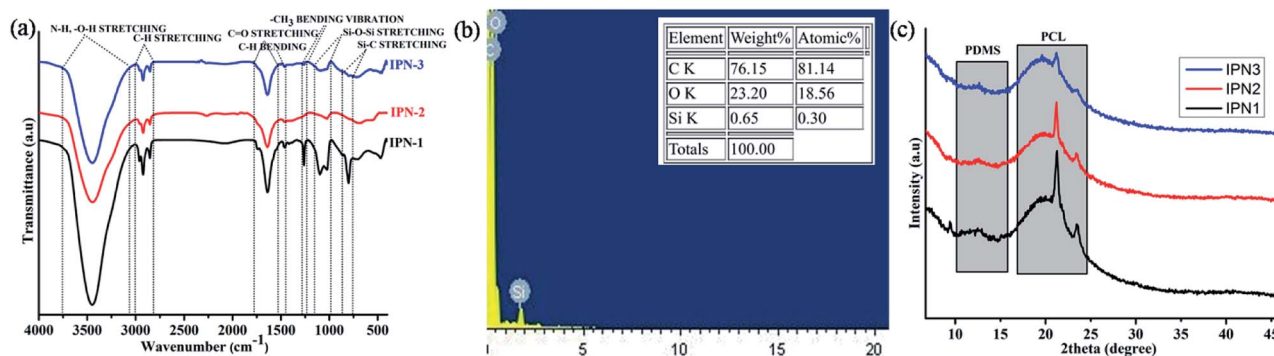 (a)
-CH3 BENDING VIBRATION
N-H, -O-H STRETCHING
C=O STRETCHING
Si-O-Si STRETCHING
C-H STRETCHING
C-H BENDING
Si-C STRETCHING
IPN-3
IPN-2
IPN-1
Transmittance (a.u)
4000 3500 3000 2500 2000 1500 1000 500
Wavenumber (cm-1)
(b)
O
C
Si
Element Weight% Atomic%
C K 76.15 81.14
O K 23.20 18.56
Si K 0.65 0.30
Totals 100.00
5 10 15 20
(c)
PDMS
PCL
IPN3
IPN2
IPN1
Intensity (a.u)
10 15 20 25 30 35 40 45
2theta (degree)